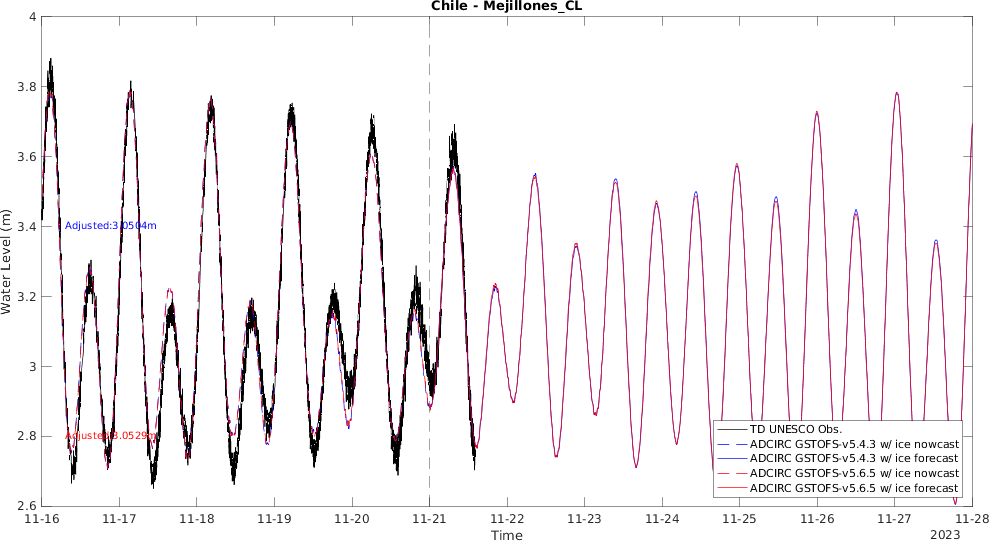 Chile - Mejillones_CL
4
3.8
3.6
3.4
3.2
3
2.8
2.6
Water Level (m)
Adjusted:3.0504m
Adjusted:3.0529m
TD UNESCO Obs.
ADCIRC GSTOFS-v5.4.3 w/ ice nowcast
ADCIRC GSTOFS-v5.4.3 w/ ice forecast
ADCIRC GSTOFS-v5.6.5 w/ ice nowcast
ADCIRC GSTOFS-v5.6.5 w/ ice forecast
11-16 11-17 11-18 11-19 11-20 11-21 11-22 11-23 11-24 11-25 11-26 11-27 11-28
Time
2023